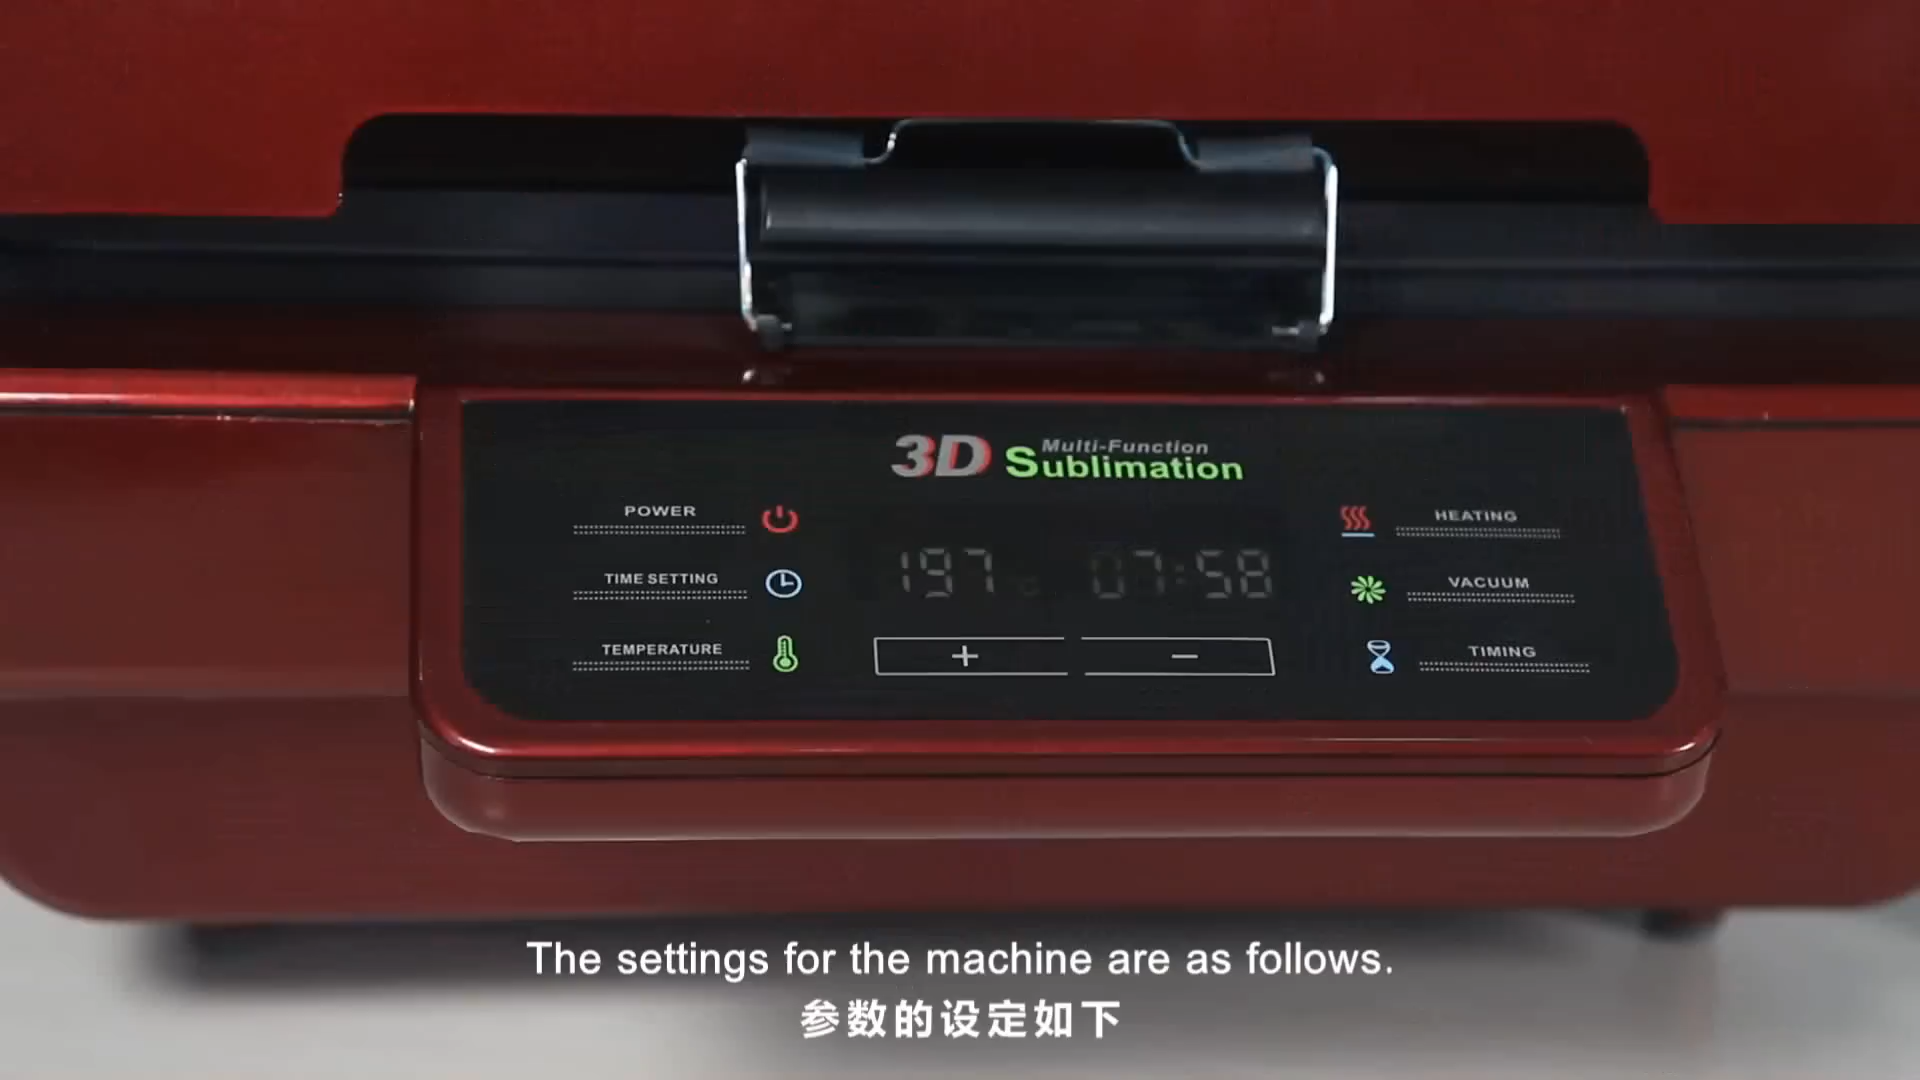 3D Multi-Function
Sublimation
POWER
HEATING
197 07:58
TIME SETTING
VACUUM
TEMPERATURE
+ −
TIMING
The settings for the machine are as follows.
参数的设定如下